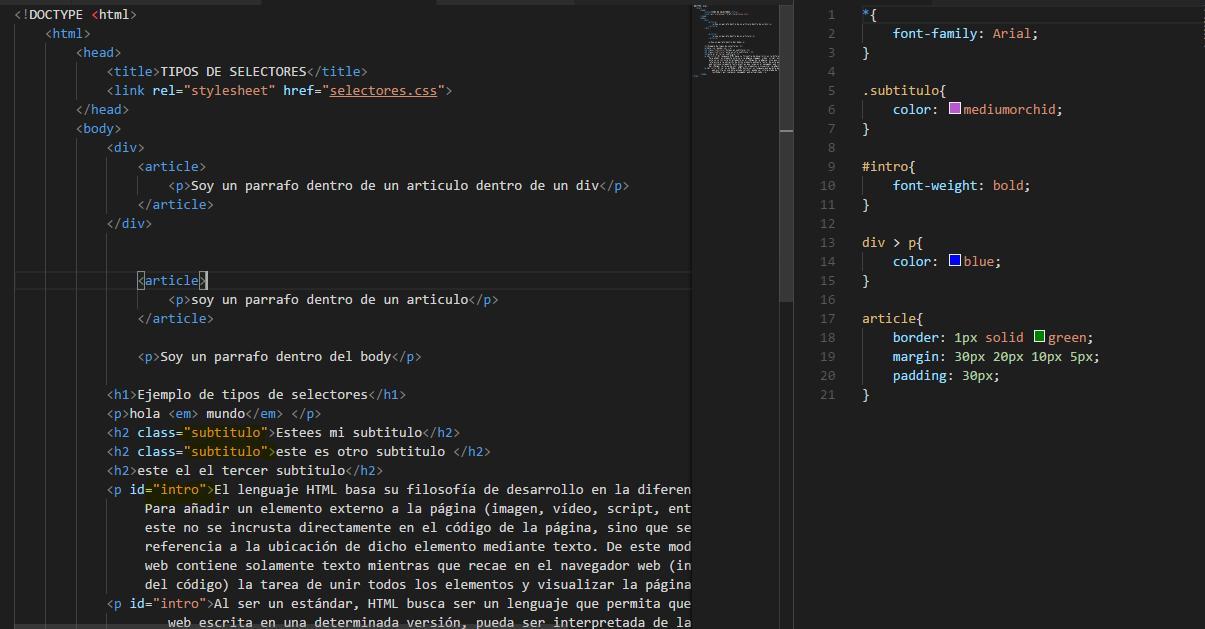 <!DOCTYPE <html>
<html>
<head>
<title>TIPOS DE SELECTORES</title>
<link rel="stylesheet" href="selectores.css">
</head>
<body>
<div>
<article>
<p>Soy un parrafo dentro de un articulo dentro de un div</p>
</article>
</div>
<article>
<p>soy un parrafo dentro de un articulo</p>
</article>
<p>Soy un parrafo dentro del body</p>
<h1>Ejemplo de tipos de selectores</h1>
<p>hola <em> mundo</em> </p>
<h2 class="subtitulo">Estees mi subtitulo</h2>
<h2 class="subtitulo">este es otro subtitulo </h2>
<h2>este el el tercer subtitulo</h2>
<p id="intro">El lenguaje HTML basa su filosofía de desarrollo en la diferen
Para añadir un elemento externo a la página (imagen, vídeo, script, ent
este no se incrusta directamente en el código de la página, sino que se
referencia a la ubicación de dicho elemento mediante texto. De este mod
web contiene solamente texto mientras que recae en el navegador web (in
del código) la tarea de unir todos los elementos y visualizar la página
<p id="intro">Al ser un estándar, HTML busca ser un lenguaje que permita que
web escrita en una determinada versión, pueda ser interpretada de la
1 *{
2 font-family: Arial;
3 }
4
5 .subtitulo{
6 color: mediumorchid;
7 }
8
9 #intro{
10 font-weight: bold;
11 }
12
13 div > p{
14 color: blue;
15 }
16
17 article{
18 border: 1px solid green;
19 margin: 30px 20px 10px 5px;
20 padding: 30px;
21 }